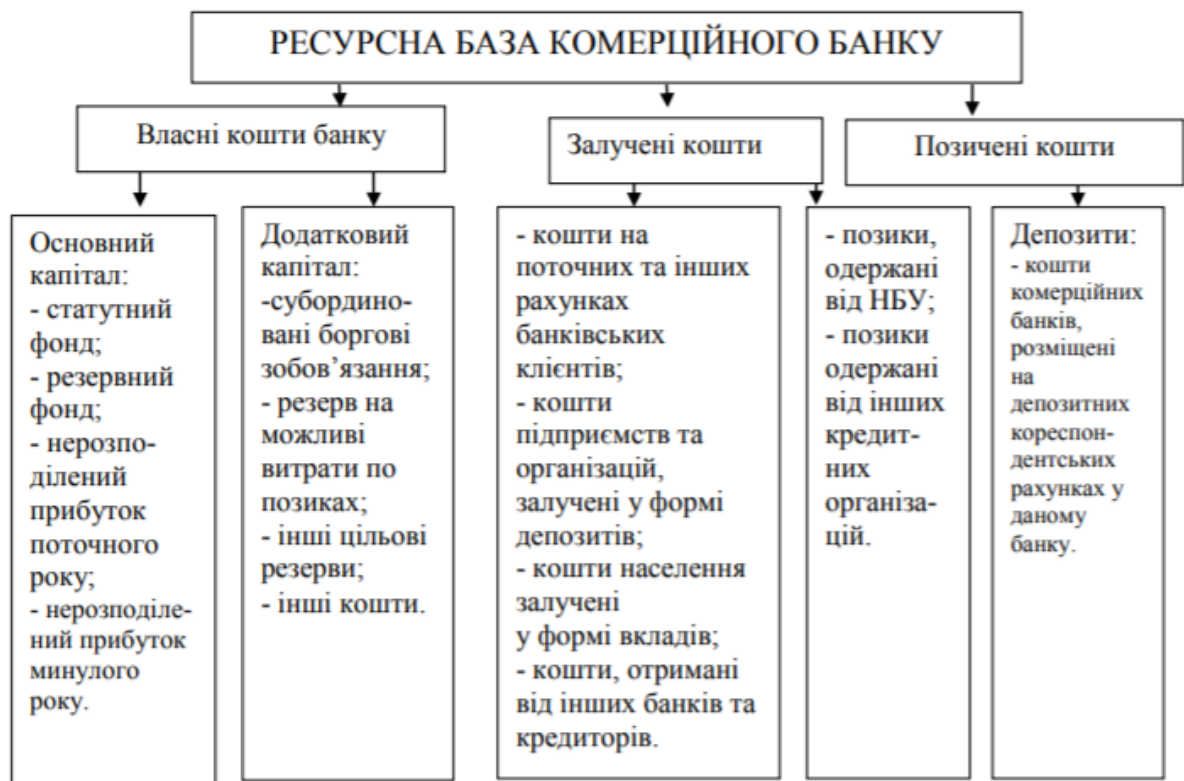 РЕСУРСНА БАЗА КОМЕРЦІЙНОГО БАНКУ
Власні кошти банку
Залучені кошти
Позичені кошти
Основний
капітал:
- статутний
фонд;
- резервний
фонд;
- нерозпо-
ділений
прибуток
поточного
року;
- нерозподіле-
ний прибуток
минулого
року.
Додатковий
капітал:
-субордино-
вані боргові
зобов’язання;
- резерв на
можливі
витрати по
позиках;
- інші цільові
резерви;
- інші кошти.
- кошти на
поточних та інших
рахунках
банківських
клієнтів;
- кошти
підприємств та
організацій,
залучені у формі
депозитів;
- кошти населення
залучені
у формі вкладів;
- кошти, отримані
від інших банків та
кредиторів.
- позики,
одержані
від НБУ;
- позики
одержані
від інших
кредит-
них
організа-
цій.
Депозити:
- кошти
комерційних
банків,
розміщені
на
депозитних
кореспон-
дентських
рахунках у
даному
банку.